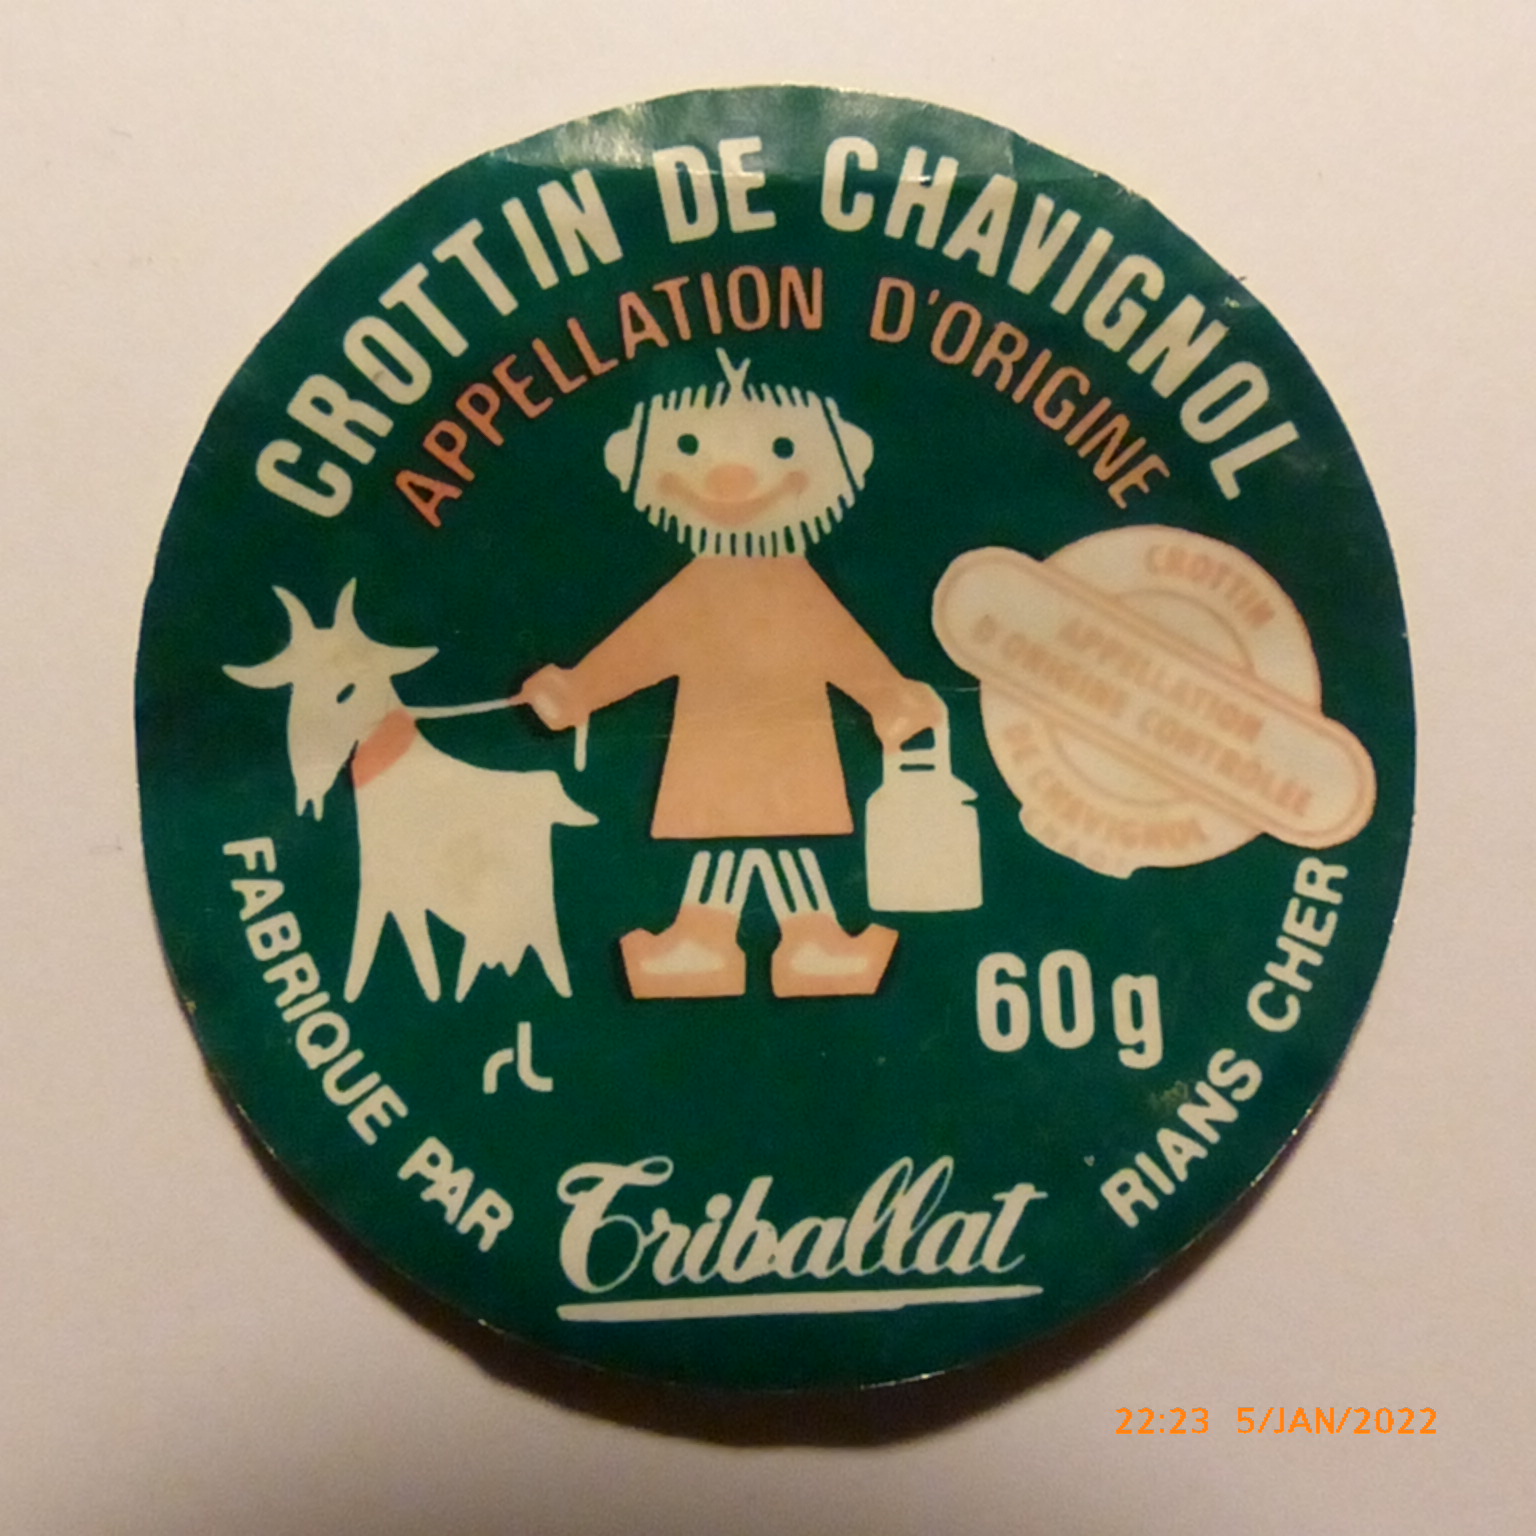 CROTTIN DE CHAVIGNOL
APPELLATION D'ORIGINE
CROTTIN
APPELLATION
D'ORIGINE CONTRÔLÉE
DE CHAVIGNOL
60g
rL
FABRIQUE PAR
Triballat
RIANS CHER
22:23 5/JAN/2022